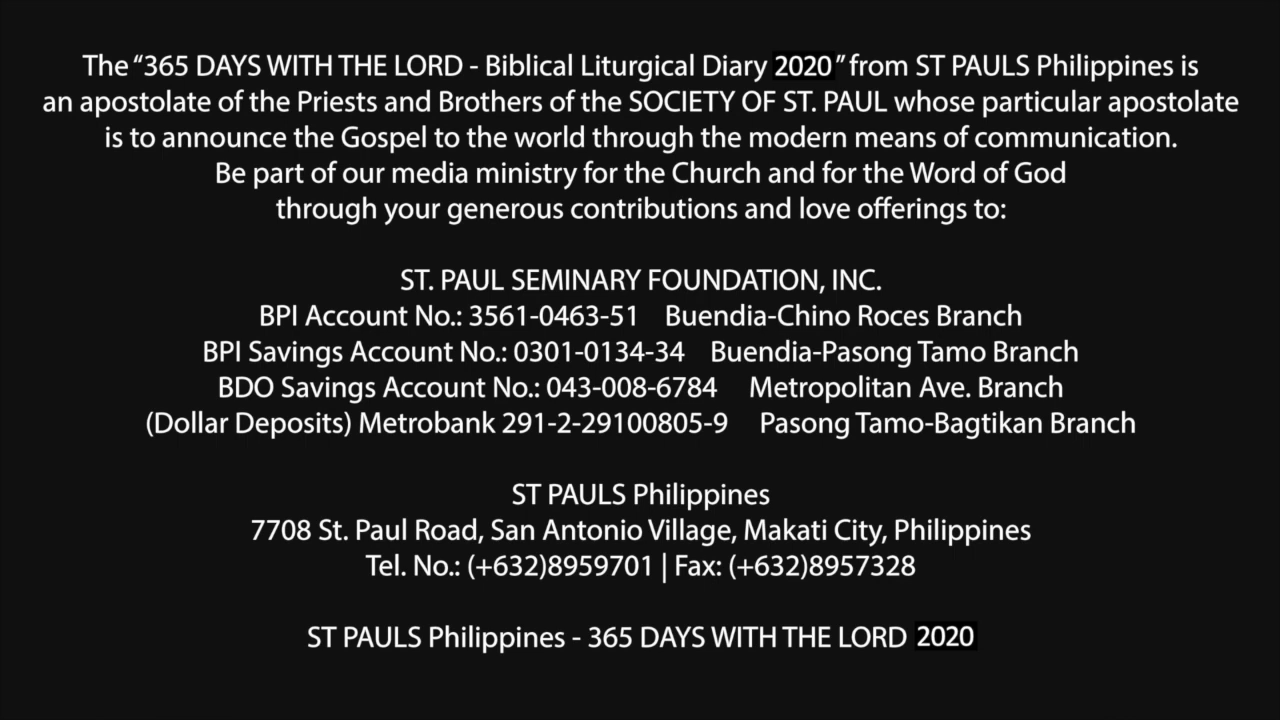 The “365 DAYS WITH THE LORD - Biblical Liturgical Diary 2020” from ST PAULS Philippines is
an apostolate of the Priests and Brothers of the SOCIETY OF ST. PAUL whose particular apostolate
is to announce the Gospel to the world through the modern means of communication.
Be part of our media ministry for the Church and for the Word of God
through your generous contributions and love offerings to:
ST. PAUL SEMINARY FOUNDATION, INC.
BPI Account No.: 3561-0463-51 Buendia-Chino Roces Branch
BPI Savings Account No.: 0301-0134-34 Buendia-Pasong Tamo Branch
BDO Savings Account No.: 043-008-6784 Metropolitan Ave. Branch
(Dollar Deposits) Metrobank 291-2-29100805-9 Pasong Tamo-Bagtikan Branch
ST PAULS Philippines
7708 St. Paul Road, San Antonio Village, Makati City, Philippines
Tel. No.: (+632)8959701 | Fax: (+632)8957328
ST PAULS Philippines - 365 DAYS WITH THE LORD 2020